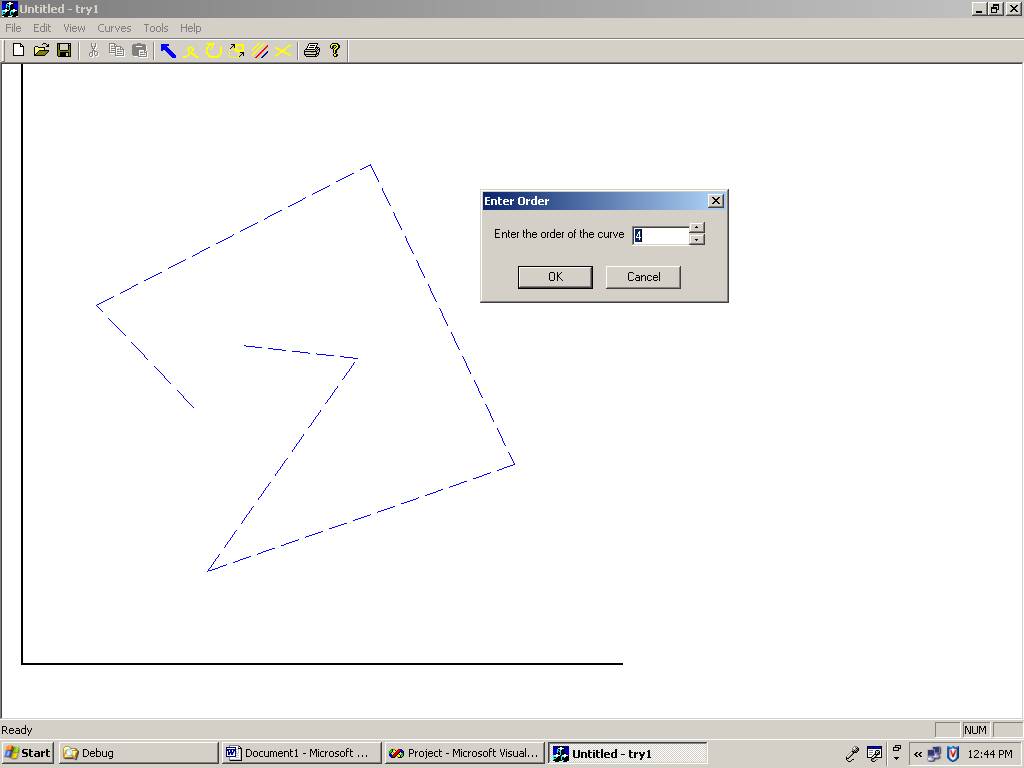 Untitled - try1
File Edit View Curves Tools Help
Enter Order
Enter the order of the curve 4
OK Cancel
Ready
NUM
Start Debug Document1 - Microsoft ... Project - Microsoft Visual... Untitled - try1 « 12:44 PM